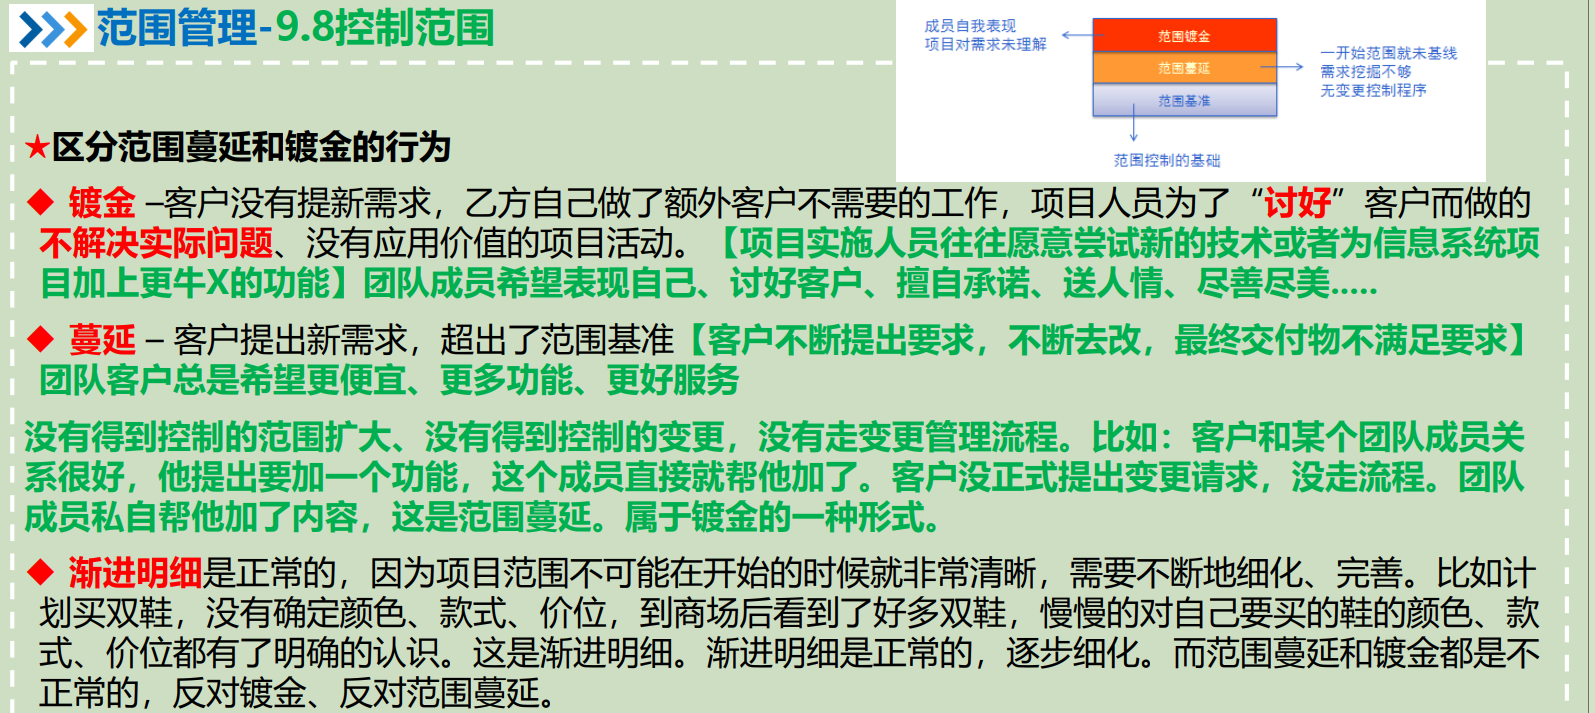 范围管理-9.8控制范围
成员自我表现
项目对需求未理解
范围镀金
范围蔓延
范围基准
一开始范围就未基线
需求挖掘不够
无变更控制程序
范围控制的基础
★区分范围蔓延和镀金的行为
◆ 镀金 –客户没有提新需求，乙方自己做了额外客户不需要的工作，项目人员为了“讨好”客户而做的
不解决实际问题、没有应用价值的项目活动。【项目实施人员往往愿意尝试新的技术或者为信息系统项
目加上更牛X的功能】团队成员希望表现自己、讨好客户、擅自承诺、送人情、尽善尽美.....
◆ 蔓延 – 客户提出新需求，超出了范围基准【客户不断提出要求，不断去改，最终交付物不满足要求】
团队客户总是希望更便宜、更多功能、更好服务
没有得到控制的范围扩大、没有得到控制的变更，没有走变更管理流程。比如：客户和某个团队成员关
系很好，他提出要加一个功能，这个成员直接就帮他加了。客户没正式提出变更请求，没走流程。团队
成员私自帮他加了内容，这是范围蔓延。属于镀金的一种形式。
◆ 渐进明细是正常的，因为项目范围不可能在开始的时候就非常清晰，需要不断地细化、完善。比如计
划买双鞋，没有确定颜色、款式、价位，到商场后看到了好多双鞋，慢慢的对自己要买的鞋的颜色、款
式、价位都有了明确的认识。这是渐进明细。渐进明细是正常的，逐步细化。而范围蔓延和镀金都是不
正常的，反对镀金、反对范围蔓延。